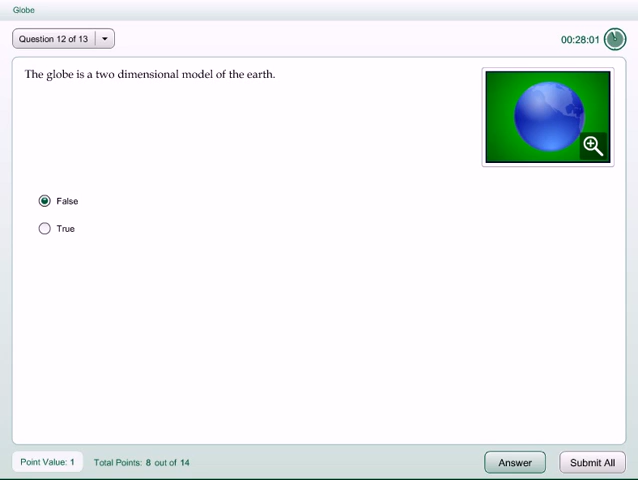 Globe
Question 12 of 13
00:28:01
The globe is a two dimensional model of the earth.
False
True
Point Value: 1
Total Points: 8 out of 14
Answer
Submit All